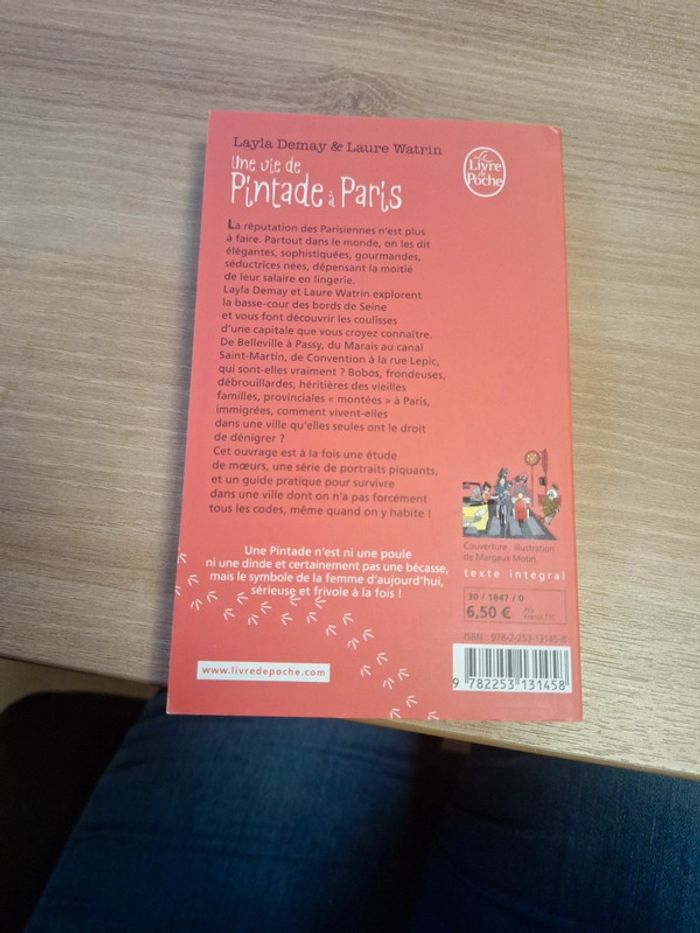 Layla Demay & Laure Watrin
Une vie de
Pintade à Paris
Le
Livre
de
Poche
La réputation des Parisiennes n'est plus
à faire. Partout dans le monde, on les dit
élégantes, sophistiquées, gourmandes,
séductrices nées, dépensant la moitié
de leur salaire en lingerie.
Layla Demay et Laure Watrin explorent
la basse-cour des bords de Seine
et vous font découvrir les coulisses
d'une capitale que vous croyez connaître.
De Belleville à Passy, du Marais au canal
Saint-Martin, de Convention à la rue Lepic,
qui sont-elles vraiment ? Bobos, frondeuses,
débrouillardes, héritières des vieilles
familles, provinciales « montées » à Paris,
immigrées, comment vivent-elles
dans une ville qu'elles seules ont le droit
de dénigrer ?
Cet ouvrage est à la fois une étude
de mœurs, une série de portraits piquants,
et un guide pratique pour survivre
dans une ville dont on n'a pas forcément
tous les codes, même quand on y habite !
Une Pintade n'est ni une poule
ni une dinde et certainement pas une bécasse,
mais le symbole de la femme d'aujourd'hui,
sérieuse et frivole à la fois !
www.livredepoche.com
Couverture : illustration
de Margaux Motin.
texte intégral
30 / 1647 / 0
6,50 €
Prix
France TTC
ISBN : 978-2-253-13145-8
9 782253 131458